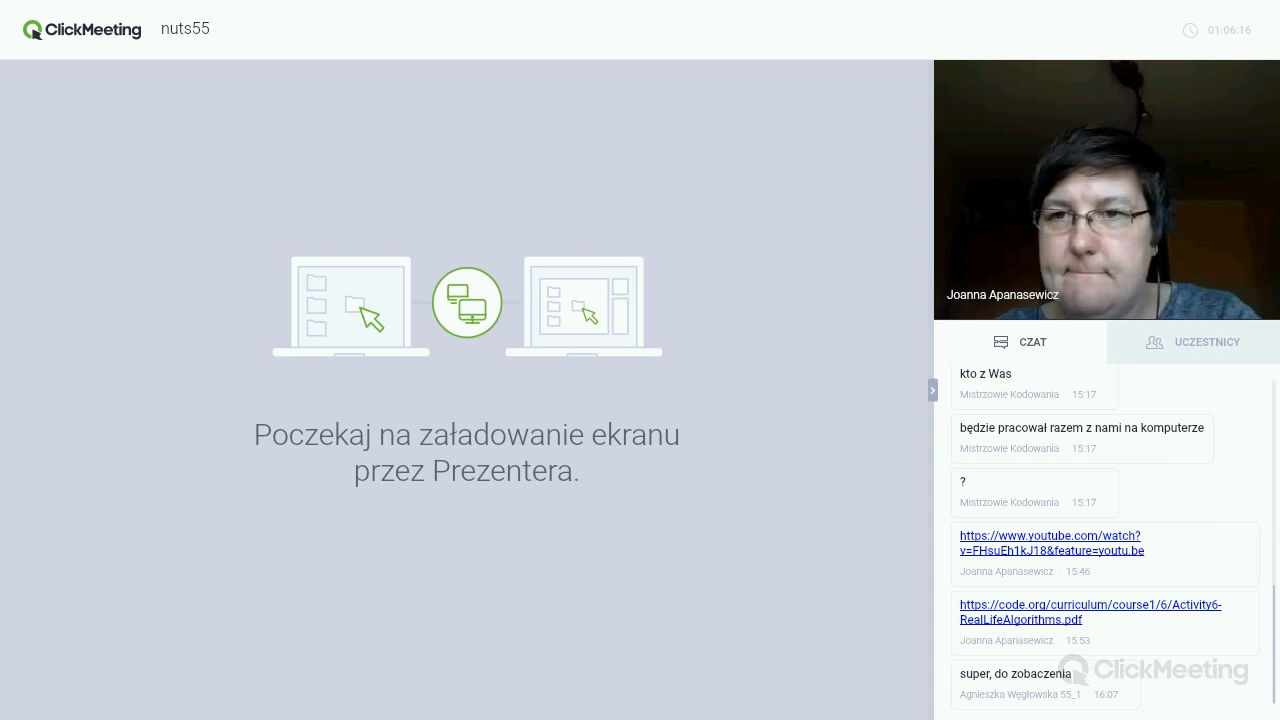 ClickMeeting
nuts55
01:06:16
Joanna Apanasewicz
CZAT
UCZESTNICY
kto z Was
Mistrzowie Kodowania · 15:17
będzie pracował razem z nami na komputerze
Mistrzowie Kodowania · 15:17
?
Mistrzowie Kodowania · 15:17
https://www.youtube.com/watch?
v=FHsuEh1kJ18&feature=youtu.be
Joanna Apanasewicz · 15:46
https://code.org/curriculum/course1/6/Activity6-
RealLifeAlgorithms.pdf
Joanna Apanasewicz · 15:53
super, do zobaczenia
Agnieszka Węgłowska 55_1 · 16:07
ClickMeeting
Poczekaj na załadowanie ekranu
przez Prezentera.